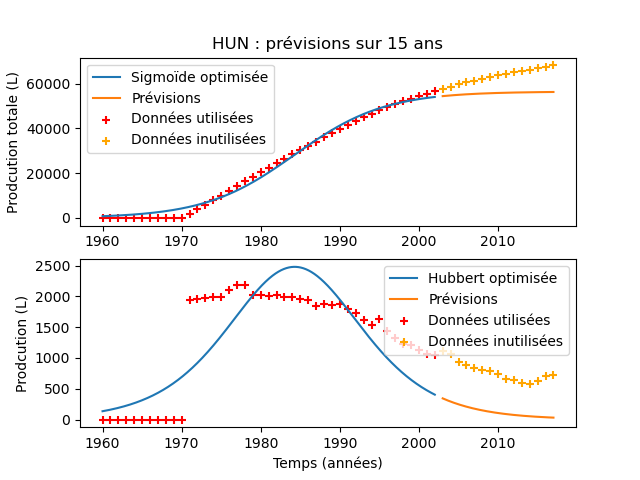 HUN : prévisions sur 15 ans
Prodcution totale (L)
60000
40000
20000
0
Sigmoïde optimisée
Prévisions
Données utilisées
Données inutilisées
1960 1970 1980 1990 2000 2010
Prodcution (L)
2500
2000
1500
1000
500
0
Hubbert optimisée
Prévisions
Données utilisées
Données inutilisées
1960 1970 1980 1990 2000 2010
Temps (années)